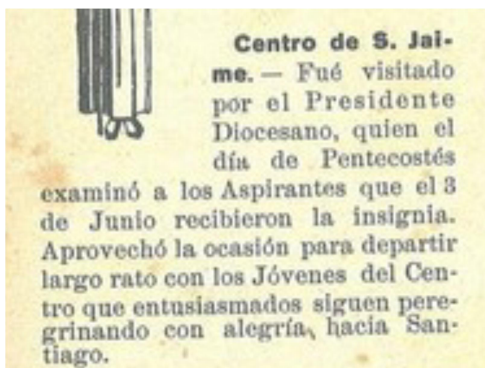 Centro de S. Jai-
me. — Fué visitado
por el Presidente
Diocesano, quien el
día de Pentecostés
examinó a los Aspirantes que el 3
de Junio recibieron la insignia.
Aprovechó la ocasión para departir
largo rato con los Jóvenes del Cen-
tro que entusiasmados siguen pere-
grinando con alegría, hacia San-
tiago.